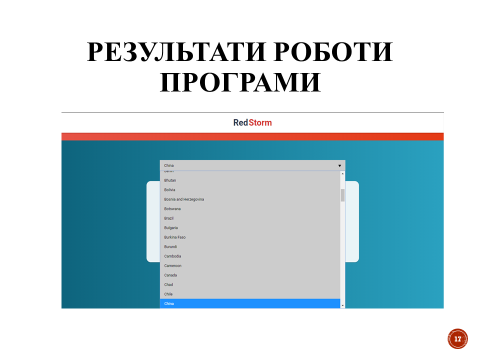 РЕЗУЛЬТАТИ РОБОТИ
ПРОГРАМИ
RedStorm
China
Bhutan
Bolivia
Bosnia and Herzegovina
Botswana
Brazil
Bulgaria
Burkina Faso
Burundi
Cambodia
Cameroon
Canada
Chad
Chile
China
17